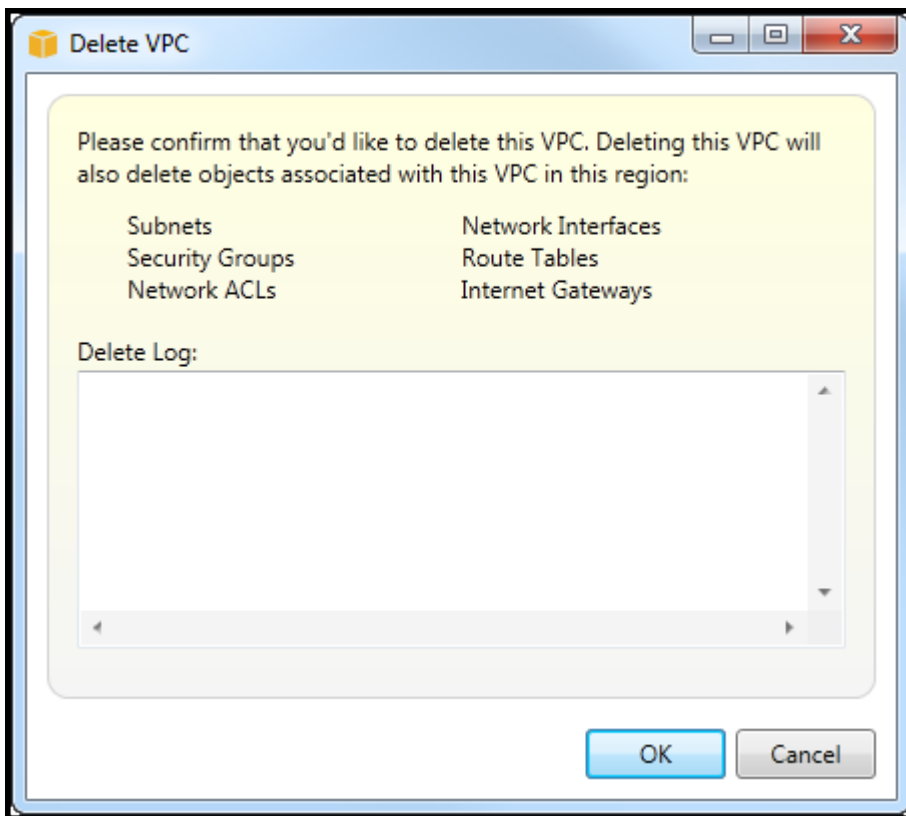 Delete VPC
Please confirm that you'd like to delete this VPC. Deleting this VPC will
also delete objects associated with this VPC in this region:
Subnets Network Interfaces
Security Groups Route Tables
Network ACLs Internet Gateways
Delete Log:
OK Cancel